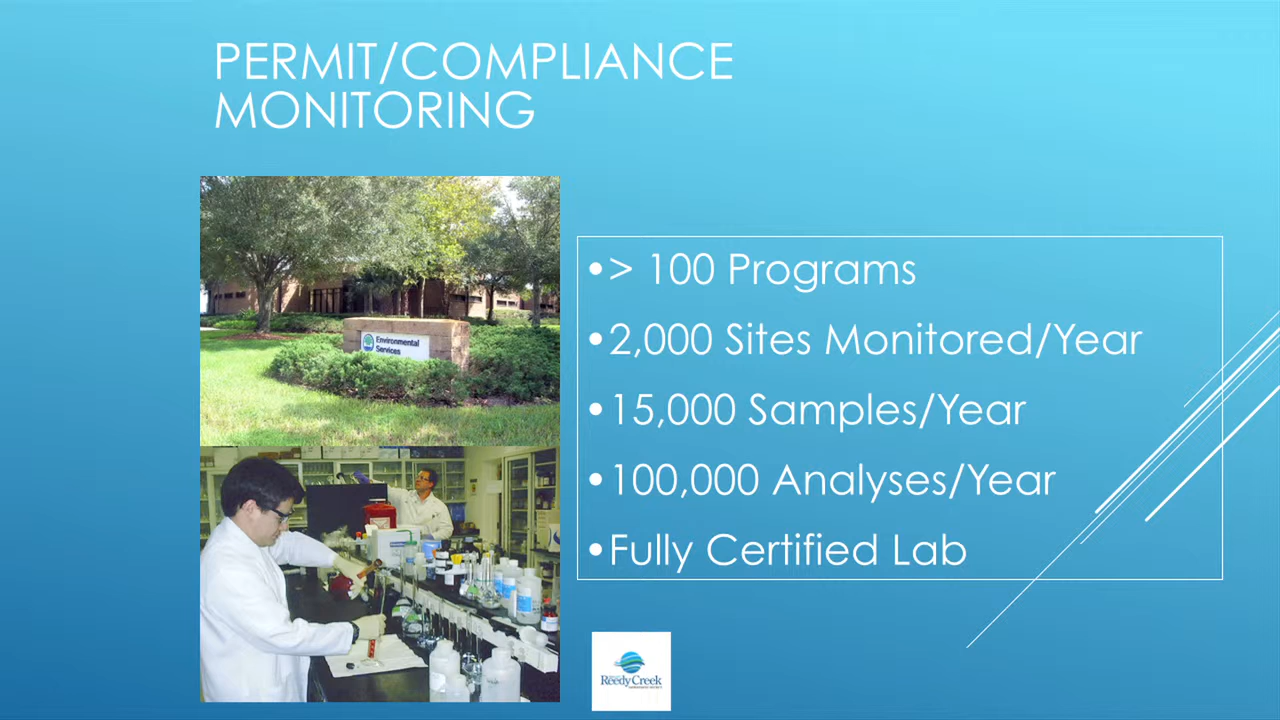 PERMIT/COMPLIANCE
MONITORING
Environmental
Services
•> 100 Programs
•2,000 Sites Monitored/Year
•15,000 Samples/Year
•100,000 Analyses/Year
•Fully Certified Lab
Reedy Creek